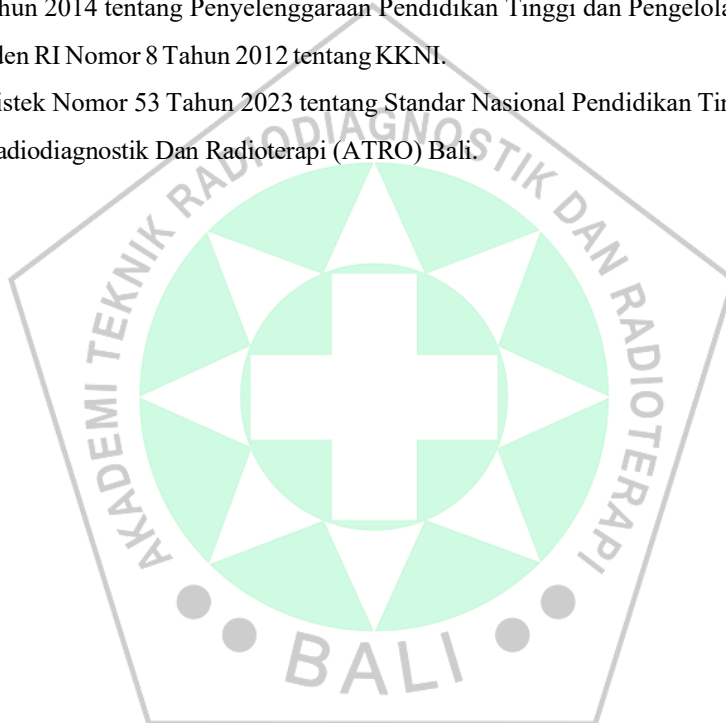 hun 2014 tentang Penyelenggaraan Pendidikan Tinggi dan Pengelola
den RI Nomor 8 Tahun 2012 tentang KKNI.
istek Nomor 53 Tahun 2023 tentang Standar Nasional Pendidikan Tin
adiodiagnostik Dan Radioterapi (ATRO) Bali.
AKADEMI TEKNIK RADIODIAGNOSTIK DAN RADIOTERAPI
BALI